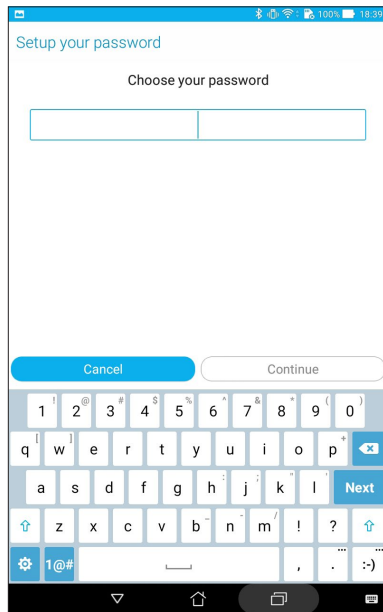 100% 18:39
Setup your password
Choose your password
Cancel Continue
1 ! 2 @ 3 # 4 $ 5 % 6 ^ 7 & 8 * 9 ( 0 )
q [ w ] e r t y u i o p +
a s d f g h : j ; k " l ' Next
z x c v b _ n - m / ! ?
1@# , . ... :-) ...